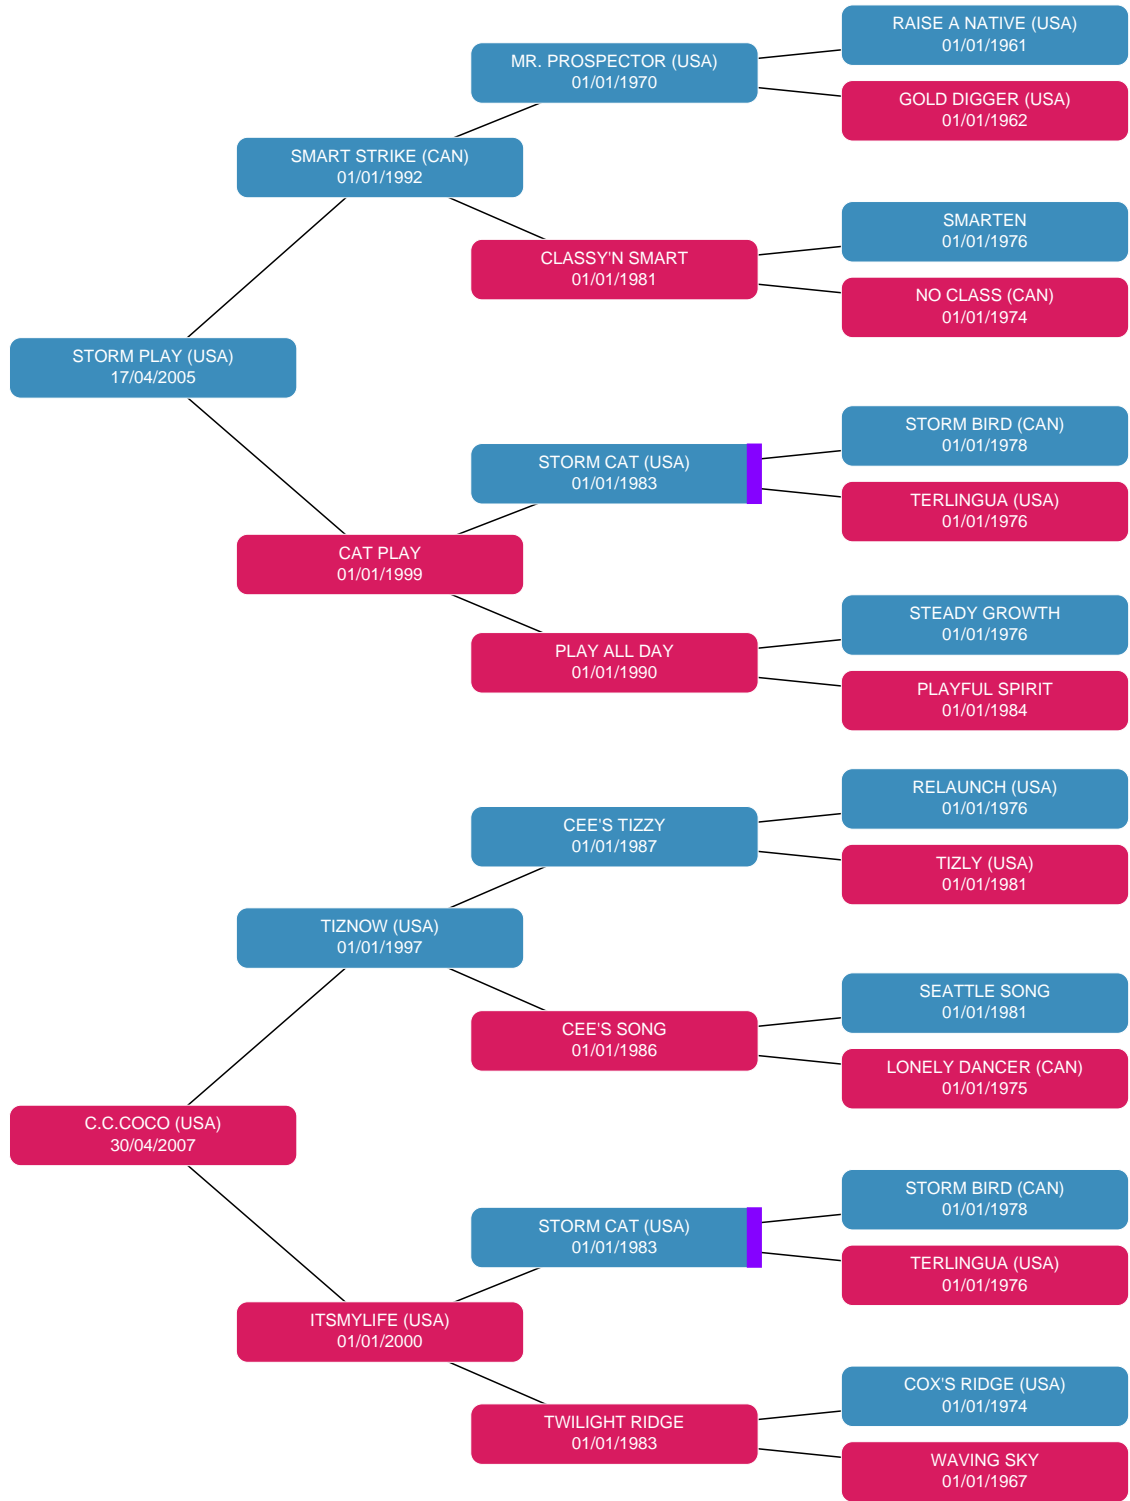 RAISE A NATIVE (USA)
01/01/1961
MR. PROSPECTOR (USA)
01/01/1970
GOLD DIGGER (USA)
01/01/1962
SMART STRIKE (CAN)
01/01/1992
SMARTEN
01/01/1976
CLASSY'N SMART
01/01/1981
NO CLASS (CAN)
01/01/1974
STORM PLAY (USA)
17/04/2005
STORM BIRD (CAN)
01/01/1978
STORM CAT (USA)
01/01/1983
TERLINGUA (USA)
01/01/1976
CAT PLAY
01/01/1999
STEADY GROWTH
01/01/1976
PLAY ALL DAY
01/01/1990
PLAYFUL SPIRIT
01/01/1984
RELAUNCH (USA)
01/01/1976
CEE'S TIZZY
01/01/1987
TIZLY (USA)
01/01/1981
TIZNOW (USA)
01/01/1997
SEATTLE SONG
01/01/1981
CEE'S SONG
01/01/1986
LONELY DANCER (CAN)
01/01/1975
C.C.COCO (USA)
30/04/2007
STORM BIRD (CAN)
01/01/1978
STORM CAT (USA)
01/01/1983
TERLINGUA (USA)
01/01/1976
ITSMYLIFE (USA)
01/01/2000
COX'S RIDGE (USA)
01/01/1974
TWILIGHT RIDGE
01/01/1983
WAVING SKY
01/01/1967